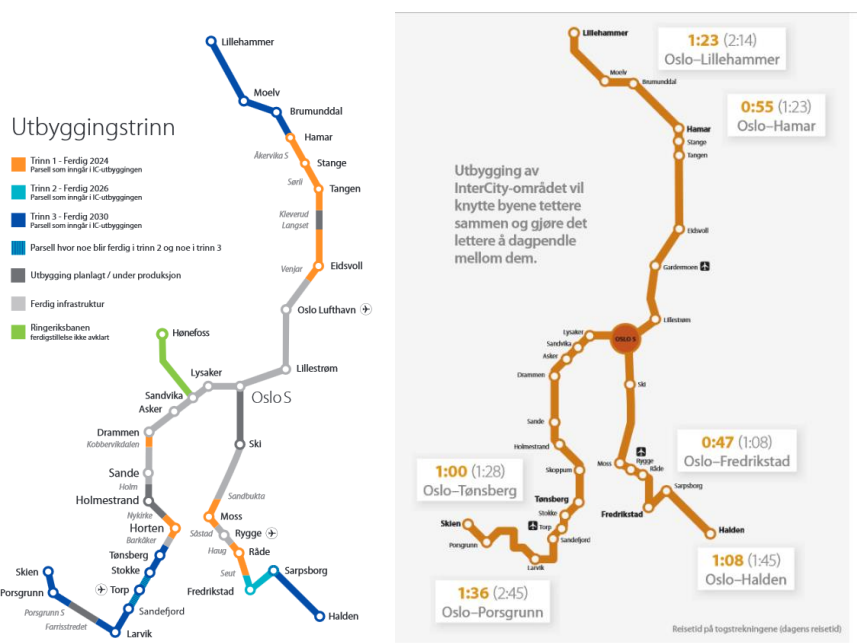 Utbyggingstrinn
Trinn 1 - Ferdig 2024
Parsell som inngår i IC-utbyggingen
Trinn 2 - Ferdig 2026
Parsell som inngår i IC-utbyggingen
Trinn 3 - Ferdig 2030
Parsell som inngår i IC-utbyggingen
Parsell hvor noe blir ferdig i trinn 2 og noe i trinn 3
Utbygging planlagt / under produksjon
Ferdig infrastruktur
Ringeriksbanen
ferdigstillelse ikke avklart
Lillehammer
Moelv
Brumunddal
Hamar
Åkervika S
Stange
Sørli
Tangen
Kleverud
Langset
Venjar
Eidsvoll
Oslo Lufthavn
Hønefoss
Lysaker
Lillestrøm
Sandvika
Oslo S
Asker
Drammen
Kobbervikdalen
Ski
Sande
Holm
Holmestrand
Sandbukta
Nykirke
Moss
Horten
Såstad
Rygge
Barkåker
Haug
Råde
Tønsberg
Seut
Skien
Stokke
Sarpsborg
Porsgrunn
Torp
Fredrikstad
Porsgrunn S
Sandefjord
Farrisstredet
Halden
Larvik
Lillehammer
1:23 (2:14)
Oslo–Lillehammer
Moelv
Brumunddal
0:55 (1:23)
Oslo–Hamar
Hamar
Stange
Tangen
Utbygging av
InterCity-området vil
knytte byene tettere
sammen og gjøre det
lettere å dagpendle
mellom dem.
Eidsvoll
Gardermoen
Lillestrøm
Lysaker
OSLO S
Sandvika
Asker
Drammen
Ski
Sande
Holmestrand
0:47 (1:08)
Oslo–Fredrikstad
1:00 (1:28)
Oslo–Tønsberg
Skoppum
Moss
Rygge
Råde
Sarpsborg
Tønsberg
Stokke
Fredrikstad
Skien
Torp
Porsgrunn
Sandefjord
Halden
Larvik
1:08 (1:45)
Oslo–Halden
1:36 (2:45)
Oslo–Porsgrunn
Reisetid på togstrekningene (dagens reisetid)